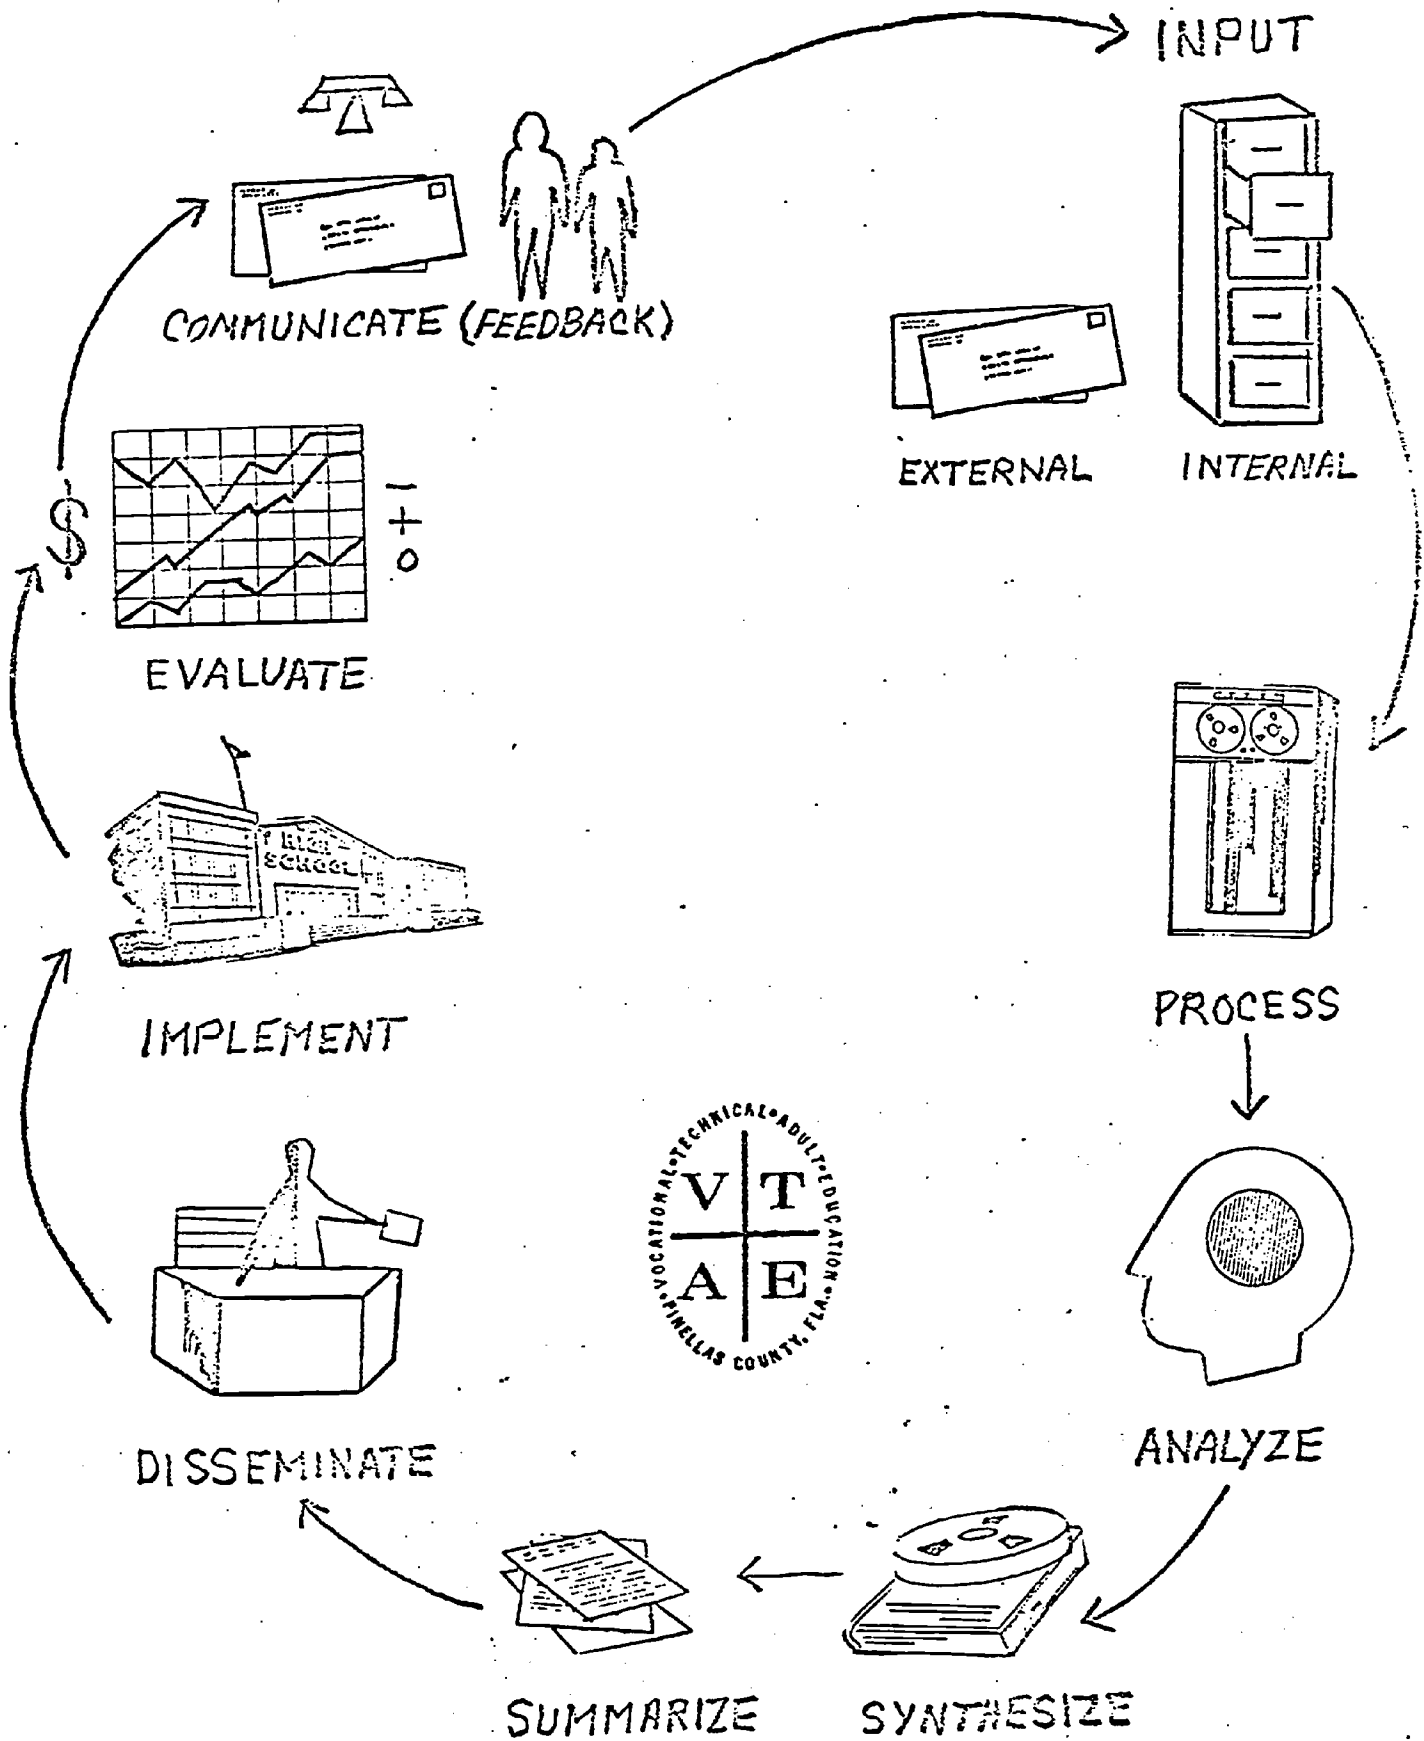 INPUT
COMMUNICATE (FEEDBACK)
EXTERNAL
INTERNAL
$
–
+
o
EVALUATE
HIGH
SCHOOL
IMPLEMENT
PROCESS
VOCATIONAL•TECHNICAL•ADULT•EDUCATION•
PINELLAS COUNTY, FLA.
V T
A E
DISSEMINATE
ANALYZE
SUMMARIZE
SYNTHESIZE